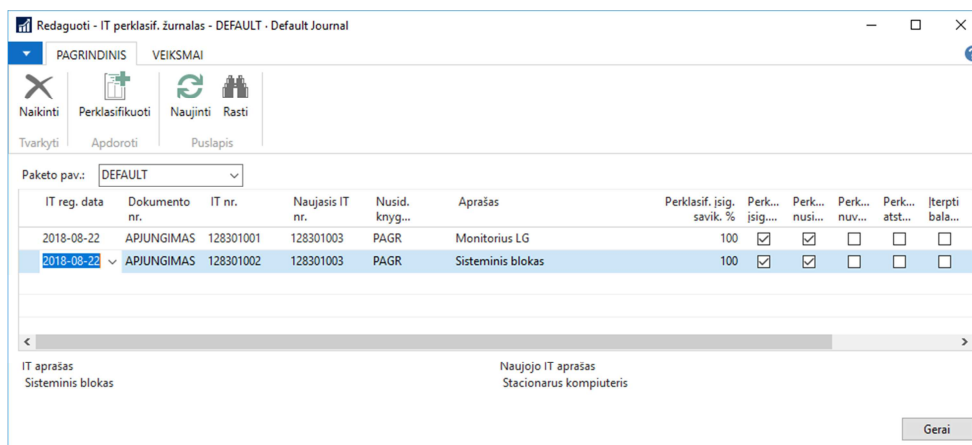 Redaguoti - IT perklasif. žurnalas - DEFAULT · Default Journal
PAGRINDINIS VEIKSMAI
Naikinti Perklasifikuoti Naujinti Rasti
Tvarkyti Apdoroti Puslapis
Paketo pav.: DEFAULT
IT reg. data Dokumento IT nr. Naujasis IT Nusid. Aprašas Perklasif. įsig. Perk... Perk... Perk... Perk... Įterpti
nr. nr. knyg... savik. % įsig.... nusi... nuv... atst... bala...
2018-08-22 APJUNGIMAS 128301001 128301003 PAGR Monitorius LG 100
2018-08-22 APJUNGIMAS 128301002 128301003 PAGR Sisteminis blokas 100
IT aprašas Naujojo IT aprašas
Sisteminis blokas Stacionarus kompiuteris
Gerai